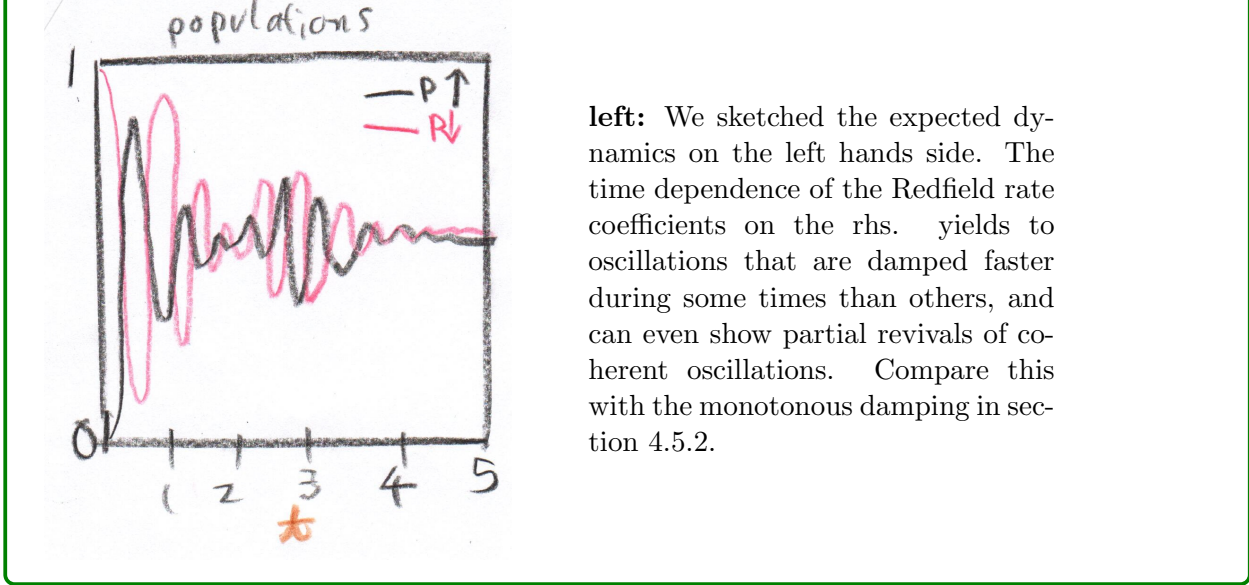 populations
1
P↑
P↓
0
1 2 3 4 5
t
left: We sketched the expected dy-
namics on the left hands side. The
time dependence of the Redfield rate
coefficients on the rhs. yields to
oscillations that are damped faster
during some times than others, and
can even show partial revivals of co-
herent oscillations. Compare this
with the monotonous damping in sec-
tion 4.5.2.